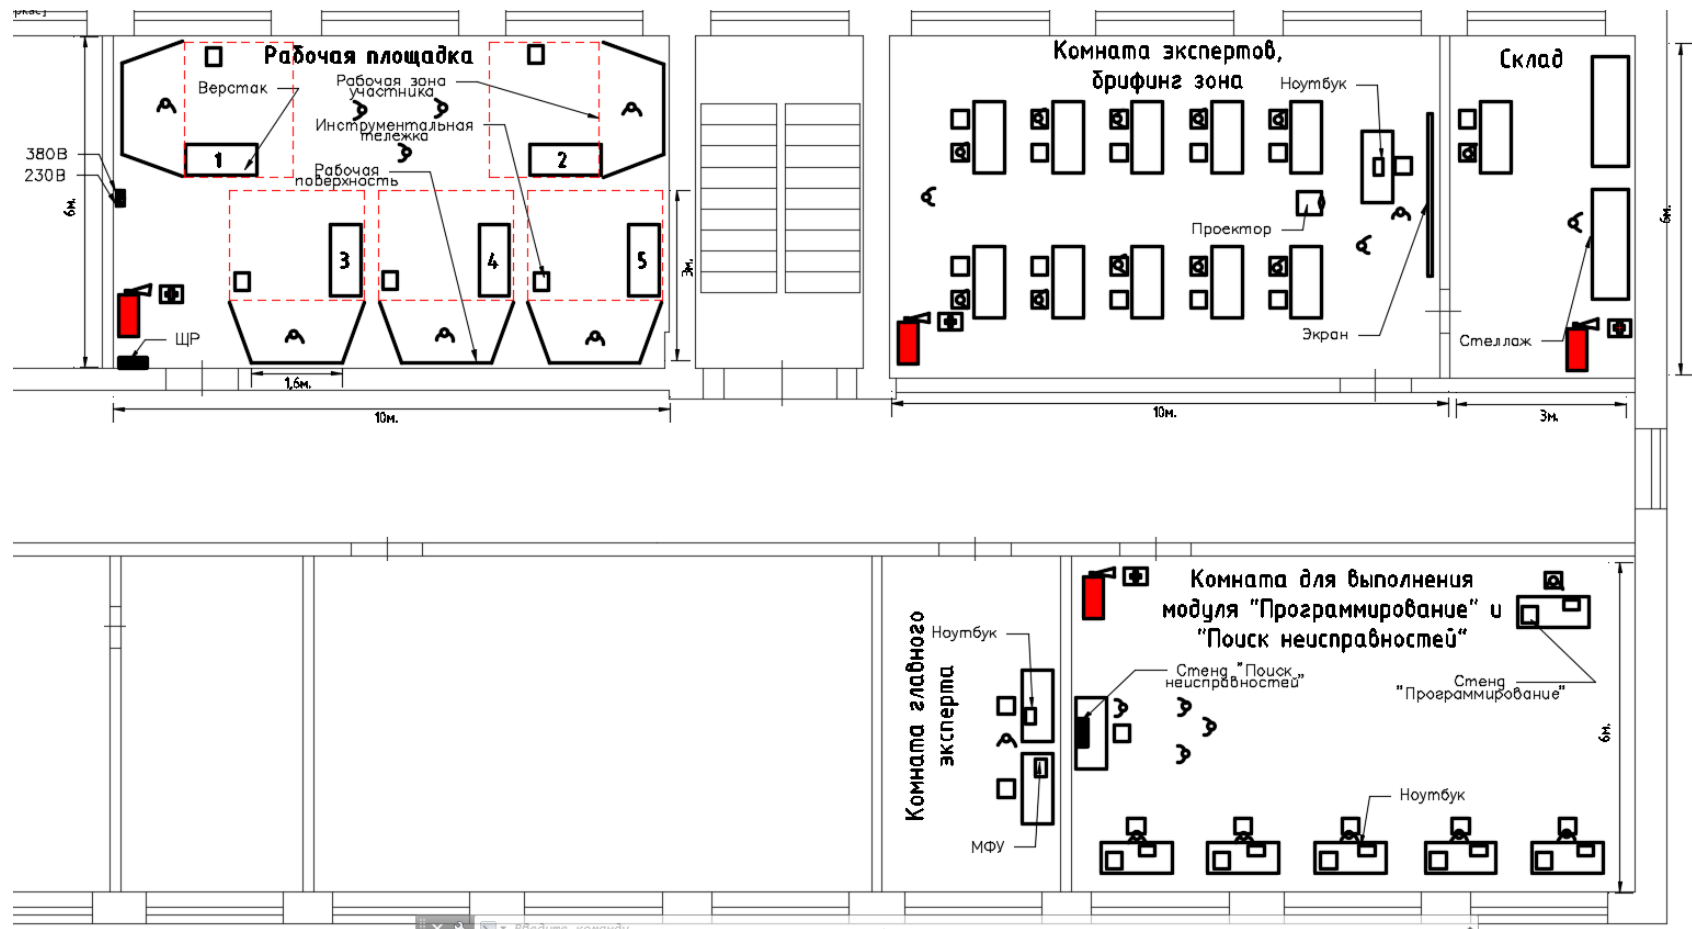 Рабочая площадка
Верстак
Рабочая зона
участника
Инструментальная
тележка
Рабочая
поверхность
1
2
3
4
5
380В
230В
6м.
3м.
ЩР
1,6м.
10м.
Комната экспертов,
брифинг зона
Ноутбук
Проектор
Экран
10м.
Склад
Стеллаж
6м.
3м.
Комната главного
эксперта
Ноутбук
МФУ
Комната для выполнения
модуля "Программирование" и
"Поиск неисправностей"
Стенд "Поиск
неисправностей"
Стенд
"Программирование"
6м.
Ноутбук
Введите команду